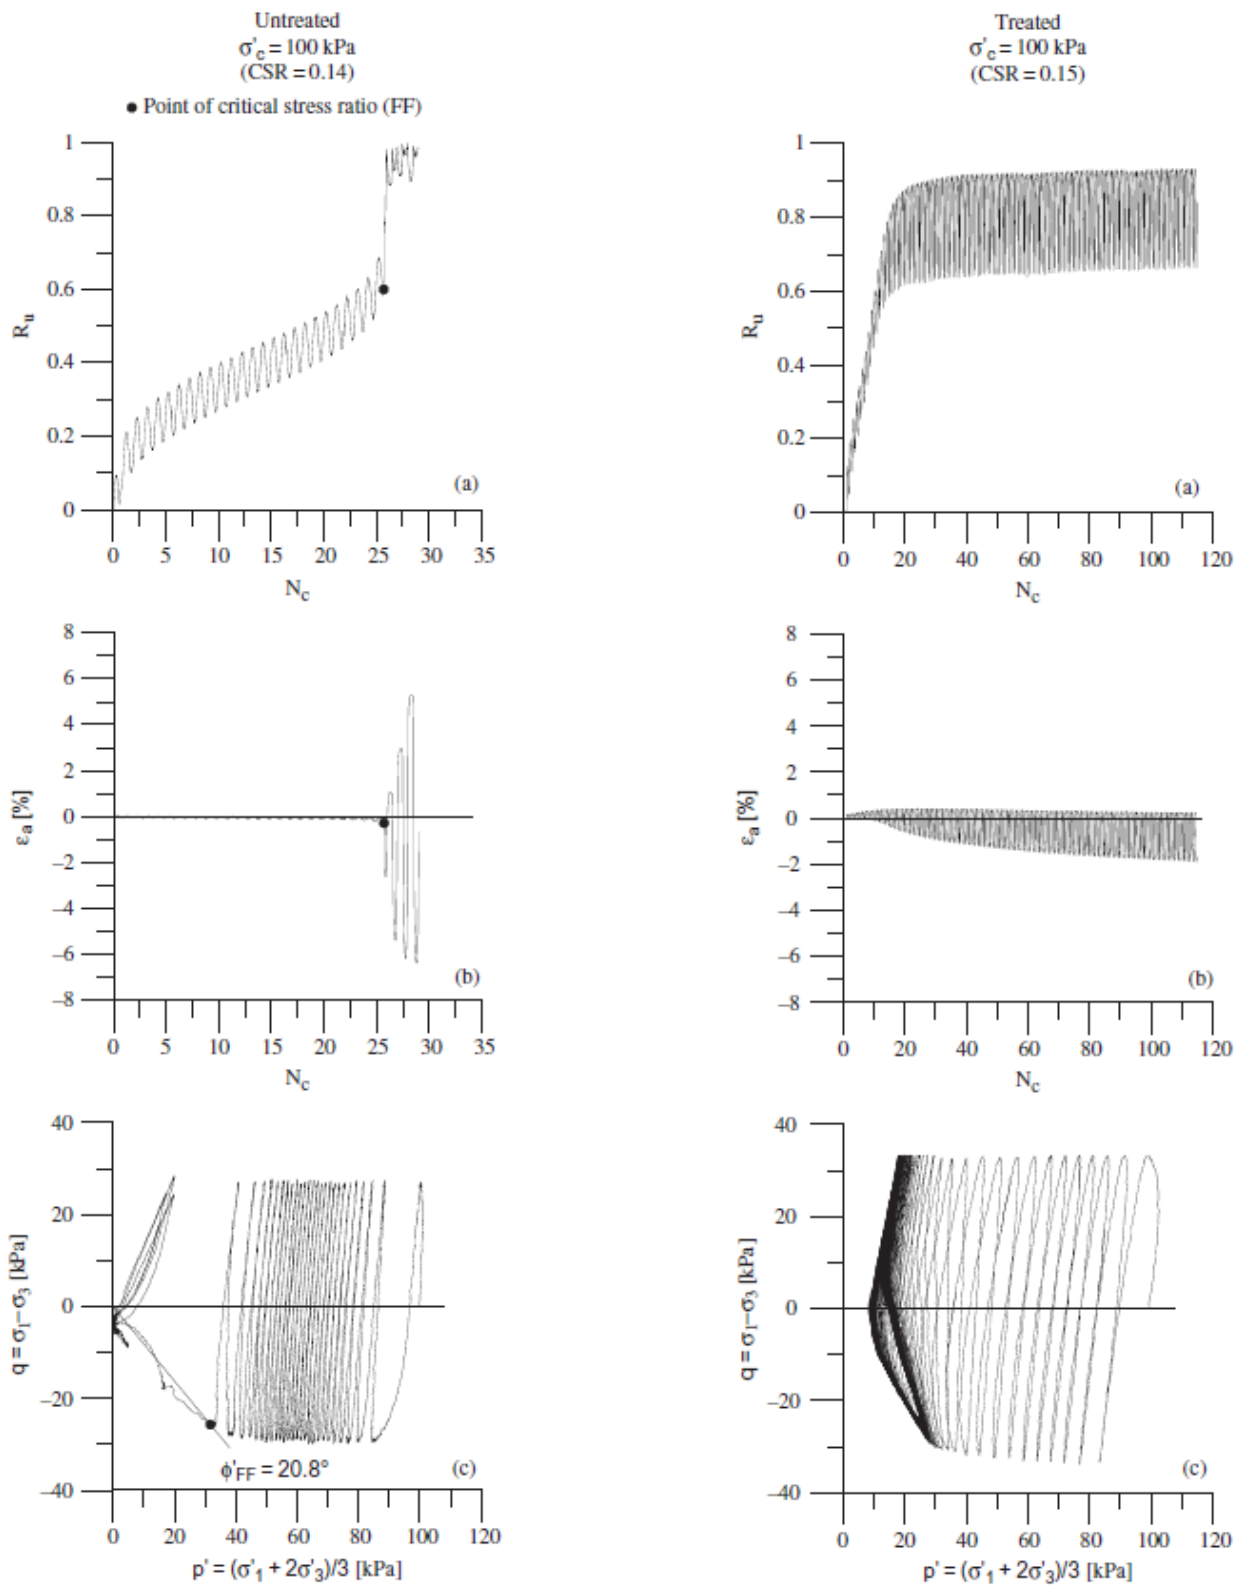 Untreated
σ'c = 100 kPa
(CSR = 0.14)
● Point of critical stress ratio (FF)
1
0.8
0.6
0.4
0.2
0
Ru
(a)
0 5 10 15 20 25 30 35
Nc
8
6
4
2
0
−2
−4
−6
−8
εa [%]
(b)
0 5 10 15 20 25 30 35
Nc
40
20
0
−20
−40
q = σ1−σ3 [kPa]
ϕ'FF = 20.8°
(c)
0 20 40 60 80 100 120
p' = (σ'1 + 2σ'3)/3 [kPa]
Treated
σ'c = 100 kPa
(CSR = 0.15)
1
0.8
0.6
0.4
0.2
0
Ru
(a)
0 20 40 60 80 100 120
Nc
8
6
4
2
0
−2
−4
−6
−8
εa [%]
(b)
0 20 40 60 80 100 120
Nc
40
20
0
−20
−40
q = σ1−σ3 [kPa]
(c)
0 20 40 60 80 100 120
p' = (σ'1 + 2σ'3)/3 [kPa]